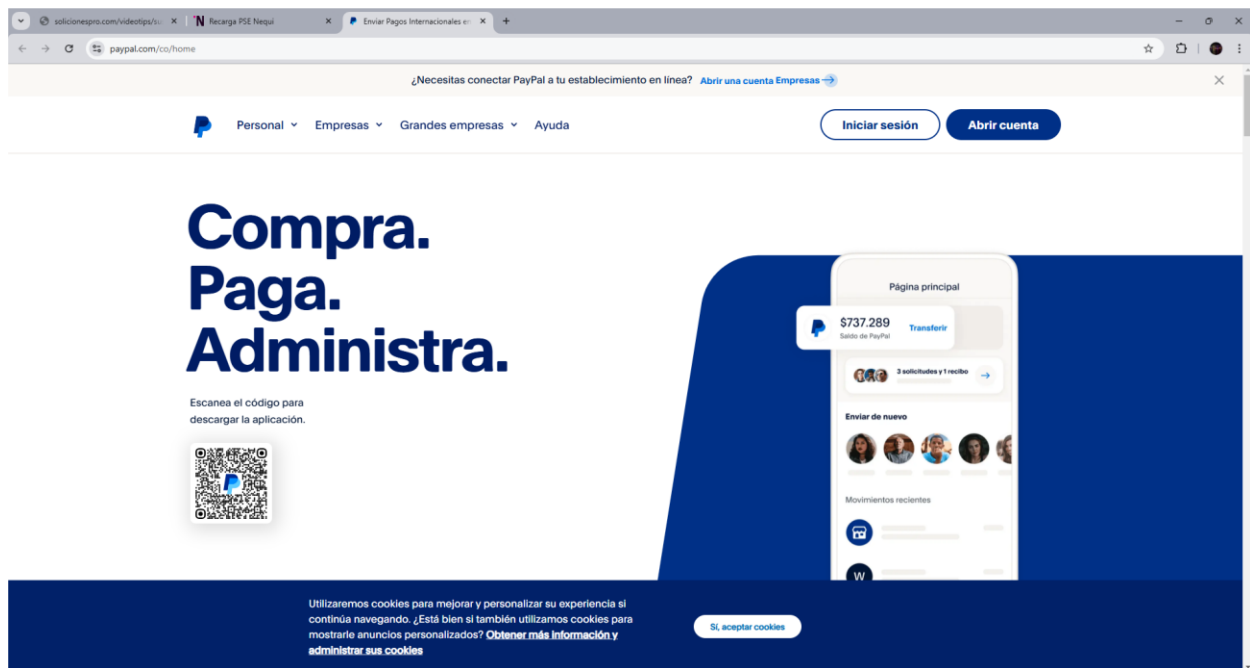 solicionespro.com/videotips/su
Recarga PSE Nequi
Enviar Pagos Internacionales en
paypal.com/co/home
¿Necesitas conectar PayPal a tu establecimiento en línea? Abrir una cuenta Empresas
Personal Empresas Grandes empresas Ayuda
Iniciar sesión Abrir cuenta
Compra.
Paga.
Administra.
Escanea el código para
descargar la aplicación.
Página principal
$737.289
Saldo de PayPal
Transferir
3 solicitudes y 1 recibo
Enviar de nuevo
Movimientos recientes
W
Utilizaremos cookies para mejorar y personalizar su experiencia si
continúa navegando. ¿Está bien si también utilizamos cookies para
mostrarle anuncios personalizados? Obtener más información y
administrar sus cookies
Sí, aceptar cookies